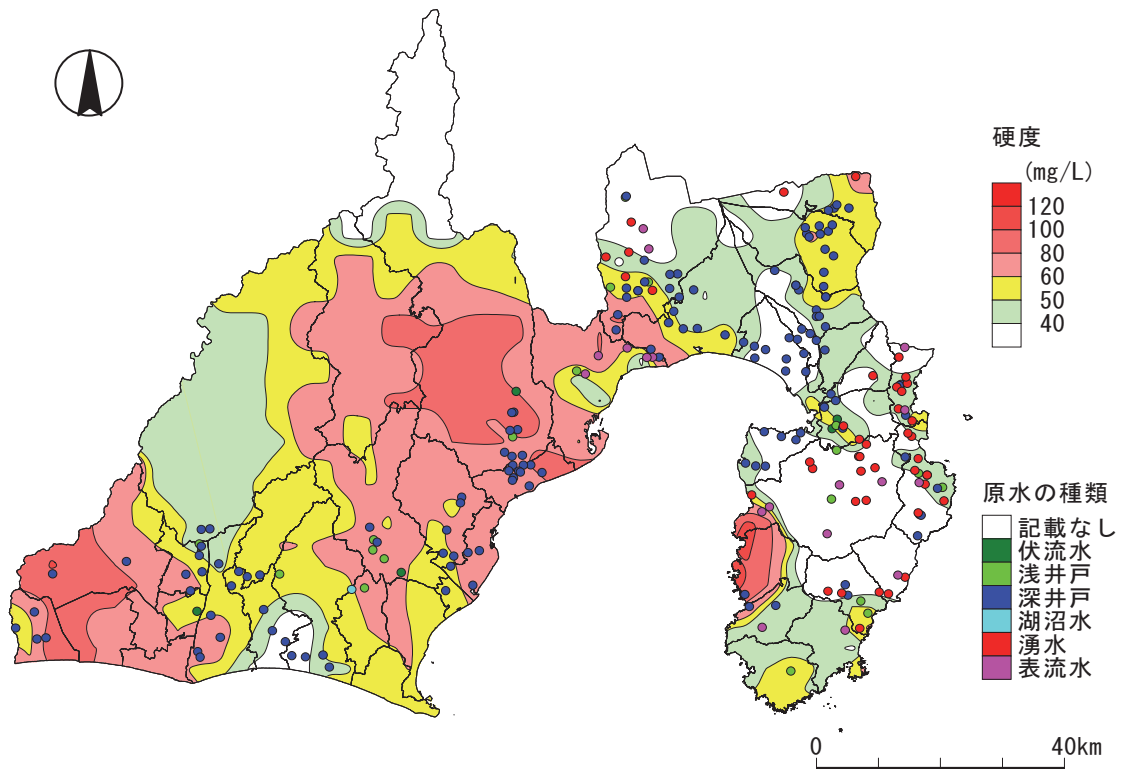 硬度
(mg/L)
120
100
80
60
50
40
原水の種類
記載なし
伏流水
浅井戸
深井戸
湖沼水
湧水
表流水
0 40km